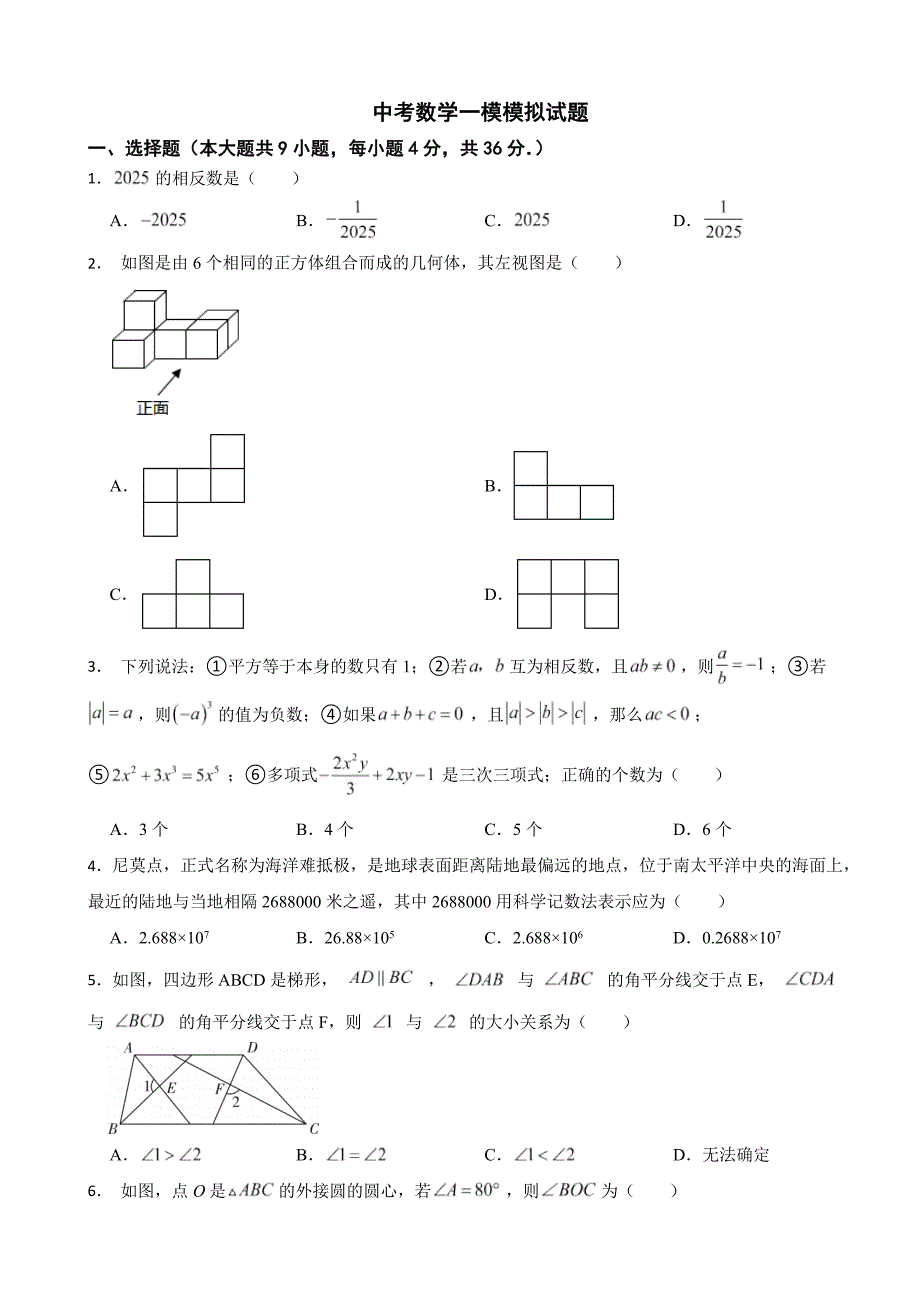 中考数学一模模拟试题
一、选择题（本大题共9小题，每小题4分，共36分.）
1．2025的相反数是（　　）
A．−2025　B．−1/2025　C．2025　D．1/2025
2． 如图是由6个相同的正方体组合而成的几何体，其左视图是（　　）
正面
A．　B．
C．　D．
3． 下列说法：①平方等于本身的数只有1；②若a，b互为相反数，且ab≠0，则a/b=−1；③若
|a|=a，则(−a)³的值为负数；④如果a+b+c=0，且|a|>|b|>|c|，那么ac<0；
⑤2x²+3x³=5x⁵；⑥多项式−2x²y/3+2xy−1是三次三项式；正确的个数为（　　）
A．3个　B．4个　C．5个　D．6个
4．尼莫点，正式名称为海洋难抵极，是地球表面距离陆地最偏远的地点，位于南太平洋中央的海面上，
最近的陆地与当地相隔2688000米之遥，其中2688000用科学记数法表示应为（　　）
A．2.688×10⁷　B．26.88×10⁵　C．2.688×10⁶　D．0.2688×10⁷
5．如图，四边形ABCD是梯形， AD∥BC ， ∠DAB 与 ∠ABC 的角平分线交于点E， ∠CDA
与 ∠BCD 的角平分线交于点F，则 ∠1 与 ∠2 的大小关系为（　　）
A D
1 E F 2
B C
A．∠1>∠2　B．∠1=∠2　C．∠1<∠2　D．无法确定
6． 如图，点O是△ABC的外接圆的圆心，若∠A=80°，则∠BOC为（　　）